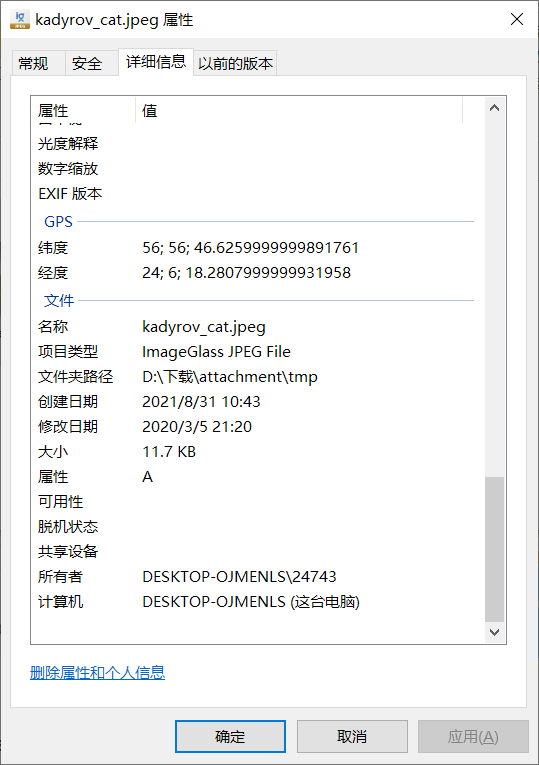 kadyrov_cat.jpeg 属性
常规 安全 详细信息 以前的版本
属性 值
光度解释
数字缩放
EXIF 版本
GPS
纬度 56; 56; 46.6259999999891761
经度 24; 6; 18.2807999999931958
文件
名称 kadyrov_cat.jpeg
项目类型 ImageGlass JPEG File
文件夹路径 D:\下载\attachment\tmp
创建日期 2021/8/31 10:43
修改日期 2020/3/5 21:20
大小 11.7 KB
属性 A
可用性
脱机状态
共享设备
所有者 DESKTOP-OJMENLS\24743
计算机 DESKTOP-OJMENLS (这台电脑)
删除属性和个人信息
确定 取消 应用(A)